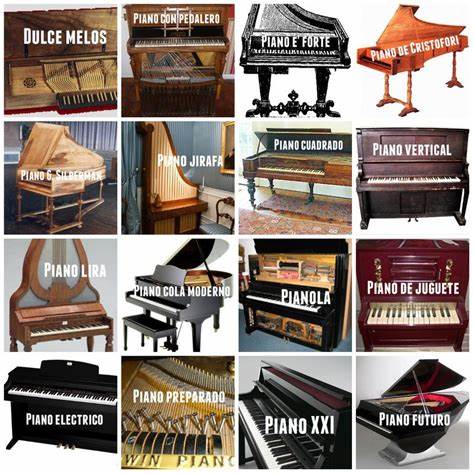 Dulce melos
Piano con pedalero
Piano e forte
Piano de Cristofori
Piano G. Silberman
Piano jirafa
Piano cuadrado
Piano vertical
Piano lira
Piano cola moderno
Pianola
Piano de juguete
Piano electrico
Piano preparado
WIN PIANO
Piano XXI
Piano futuro